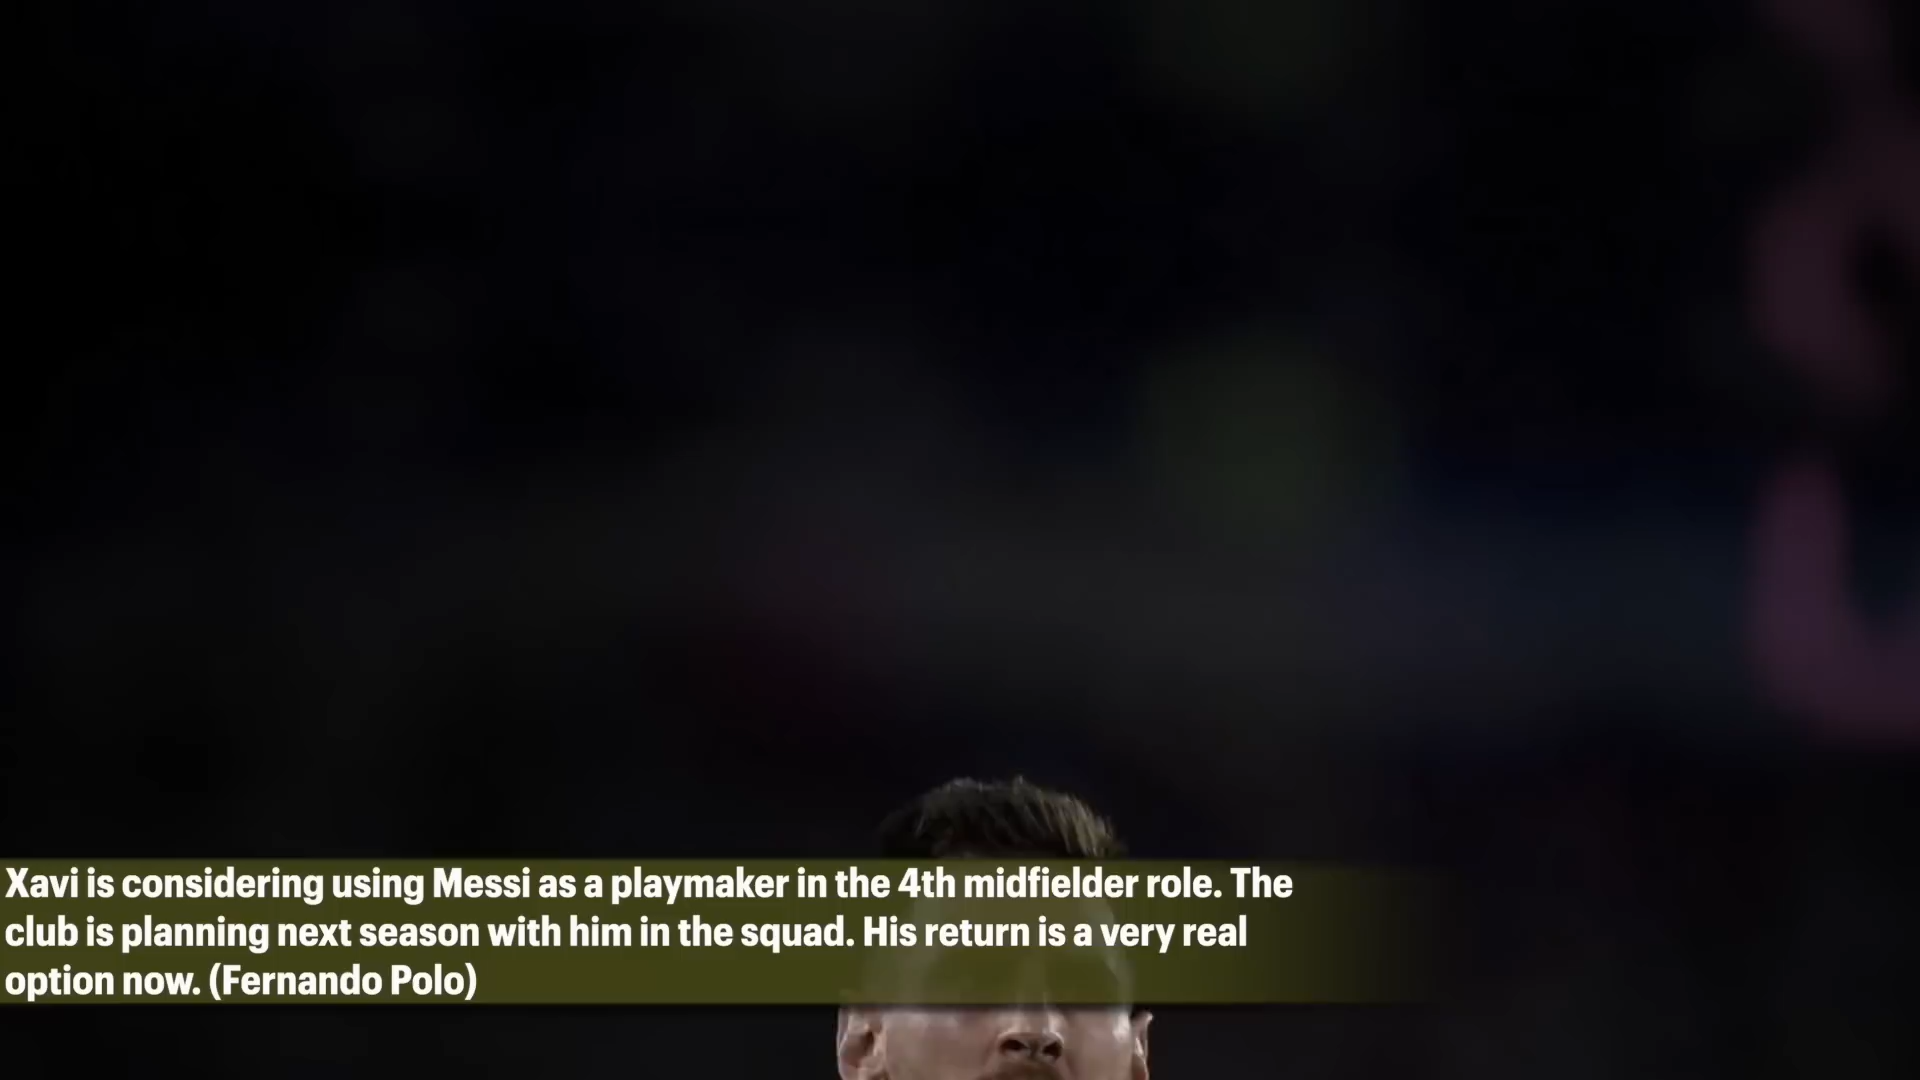 Xavi is considering using Messi as a playmaker in the 4th midfielder role. The
club is planning next season with him in the squad. His return is a very real
option now. (Fernando Polo)